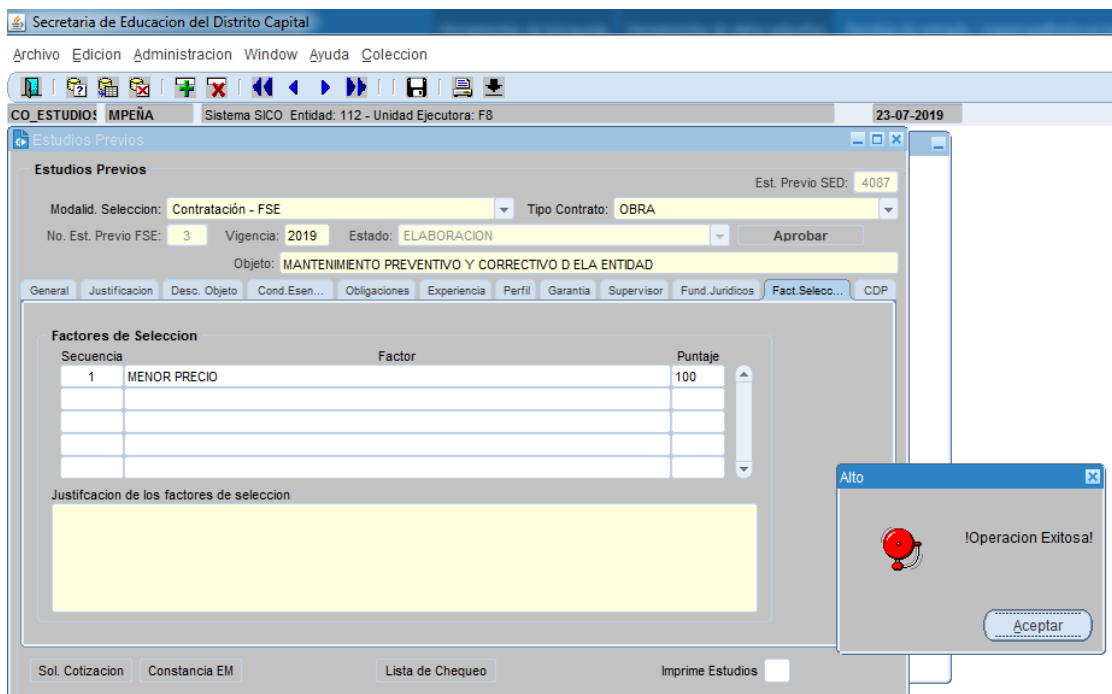 Secretaria de Educacion del Distrito Capital
Archivo Edicion Administracion Window Ayuda Coleccion
CO_ESTUDIOS MPEÑA Sistema SICO Entidad: 112 - Unidad Ejecutora: F8 23-07-2019
Estudios Previos
Estudios Previos
Est. Previo SED: 4087
Modalid. Seleccion: Contratación - FSE Tipo Contrato: OBRA
No. Est. Previo FSE: 3 Vigencia: 2019 Estado: ELABORACION Aprobar
Objeto: MANTENIMIENTO PREVENTIVO Y CORRECTIVO D ELA ENTIDAD
General Justificacion Desc. Objeto Cond.Esen... Obligaciones Experiencia Perfil Garantia Supervisor Fund.Juridicos Fact.Selecc... CDP
Factores de Seleccion
Secuencia Factor Puntaje
1 MENOR PRECIO 100
Justifcacion de los factores de seleccion
Alto
!Operacion Exitosa!
Aceptar
Sol. Cotizacion Constancia EM Lista de Chequeo Imprime Estudios